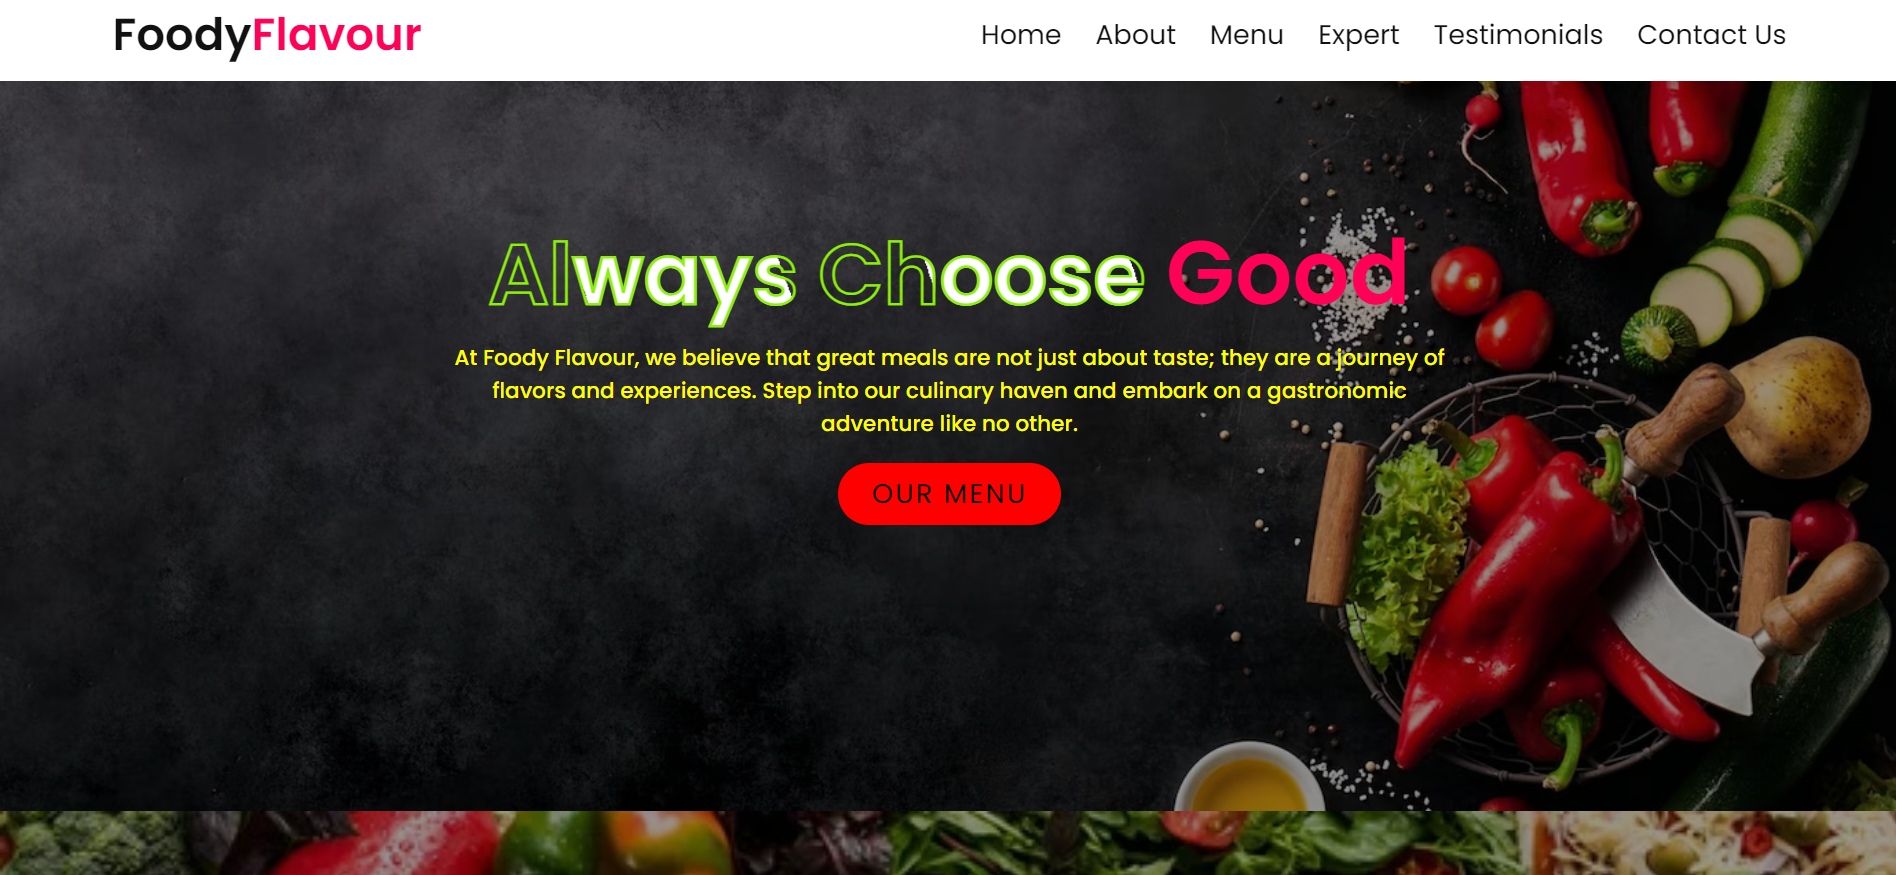 FoodyFlavour
Home About Menu Expert Testimonials Contact Us
Always Choose Good
At Foody Flavour, we believe that great meals are not just about taste; they are a journey of
flavors and experiences. Step into our culinary haven and embark on a gastronomic
adventure like no other.
OUR MENU